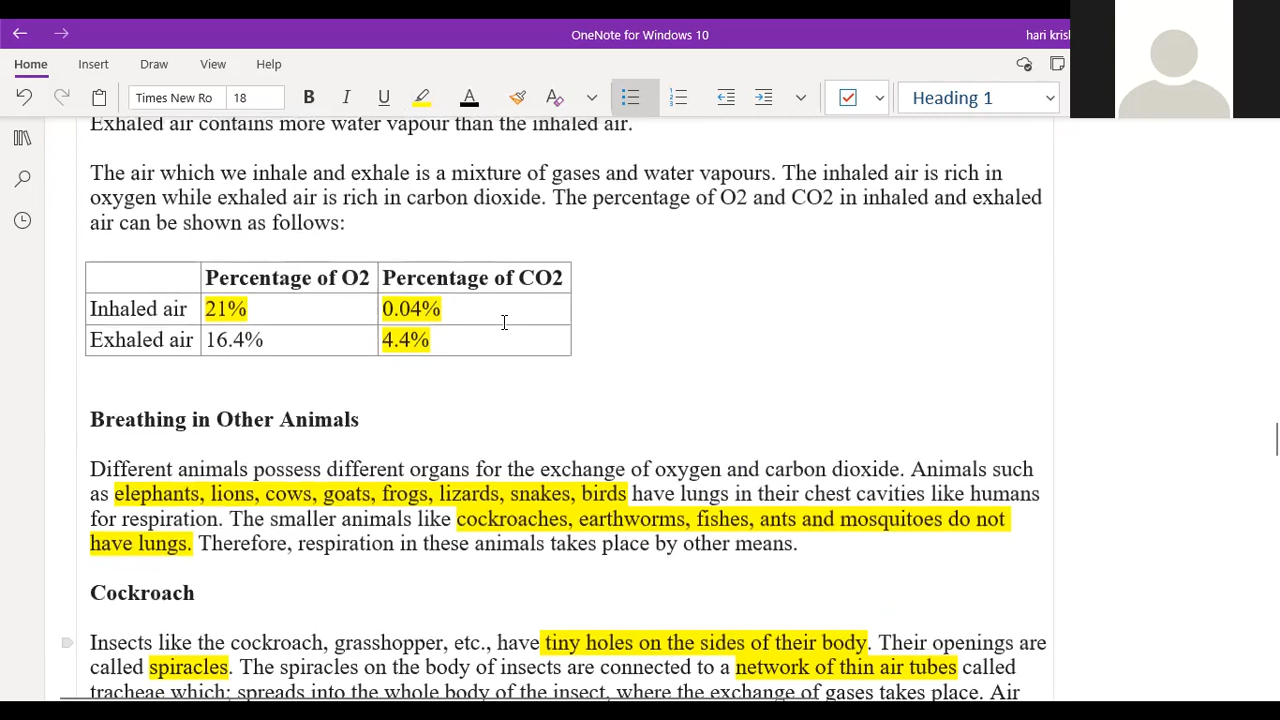 OneNote for Windows 10
hari krish
Home Insert Draw View Help
Times New Ro 18 B I U A A Heading 1
Exhaled air contains more water vapour than the inhaled air.
The air which we inhale and exhale is a mixture of gases and water vapours. The inhaled air is rich in
oxygen while exhaled air is rich in carbon dioxide. The percentage of O2 and CO2 in inhaled and exhaled
air can be shown as follows:
Percentage of O2 Percentage of CO2
Inhaled air 21% 0.04%
Exhaled air 16.4% 4.4%
Breathing in Other Animals
Different animals possess different organs for the exchange of oxygen and carbon dioxide. Animals such
as elephants, lions, cows, goats, frogs, lizards, snakes, birds have lungs in their chest cavities like humans
for respiration. The smaller animals like cockroaches, earthworms, fishes, ants and mosquitoes do not
have lungs. Therefore, respiration in these animals takes place by other means.
Cockroach
Insects like the cockroach, grasshopper, etc., have tiny holes on the sides of their body. Their openings are
called spiracles. The spiracles on the body of insects are connected to a network of thin air tubes called
tracheae which; spreads into the whole body of the insect, where the exchange of gases takes place. Air